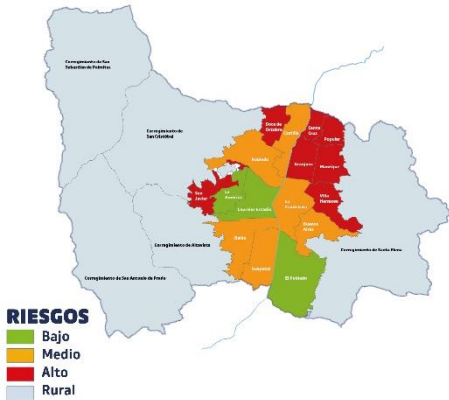 Corregimiento de San
Sebastián de Palmitas
Corregimiento de
San Cristóbal
Doce de
Octubre
Castilla
Santa
Cruz
Popular
Robledo
Aranjuez
Manrique
San
Javier
La
América
Laureles Estadio
La
Candelaria
Villa
Hermosa
Buenos
Aires
Corregimiento de Altavista
Belén
Guayabal
El Poblado
Corregimiento de Santa Elena
Corregimiento de San Antonio de Prado
RIESGOS
Bajo
Medio
Alto
Rural